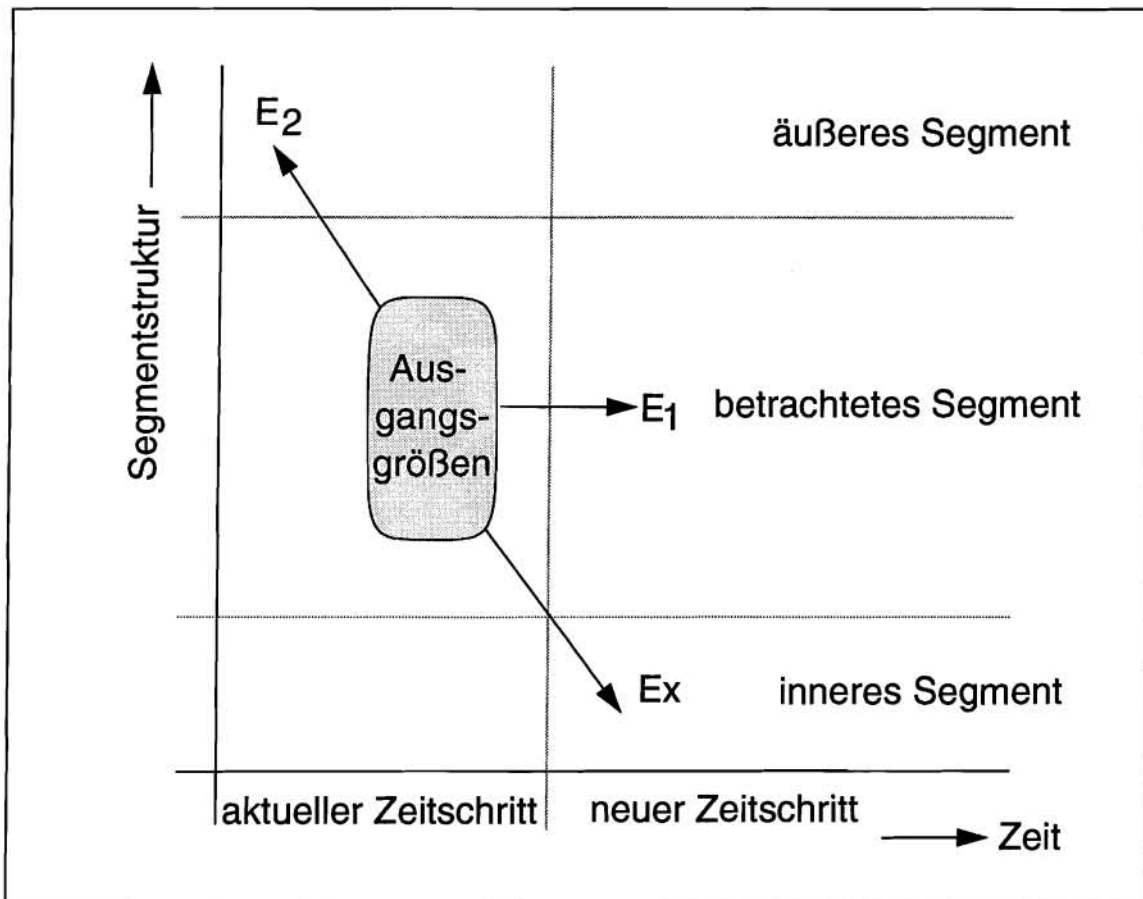 Segmentstruktur
E2
äußeres Segment
Aus-
gangs-
größen
E1
betrachtetes Segment
Ex
inneres Segment
aktueller Zeitschritt
neuer Zeitschritt
Zeit